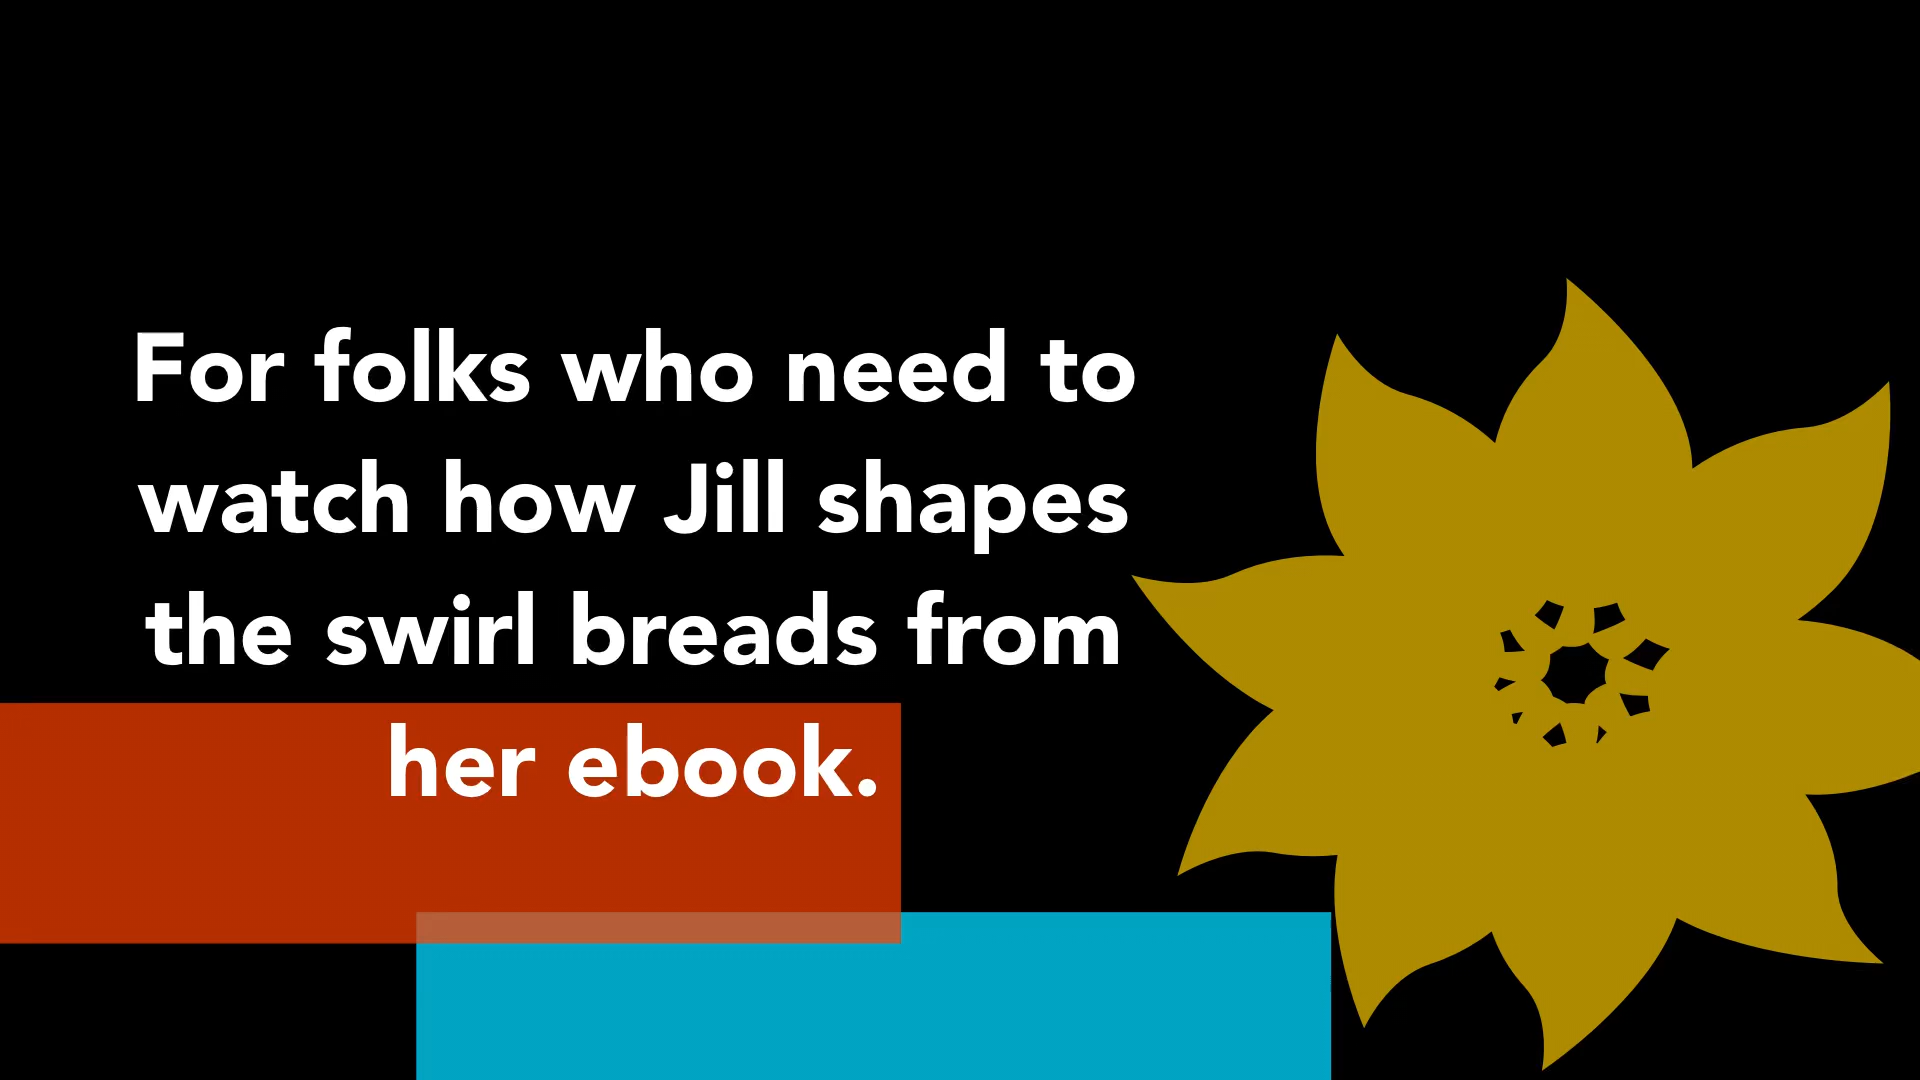 For folks who need to
watch how Jill shapes
the swirl breads from
her ebook.